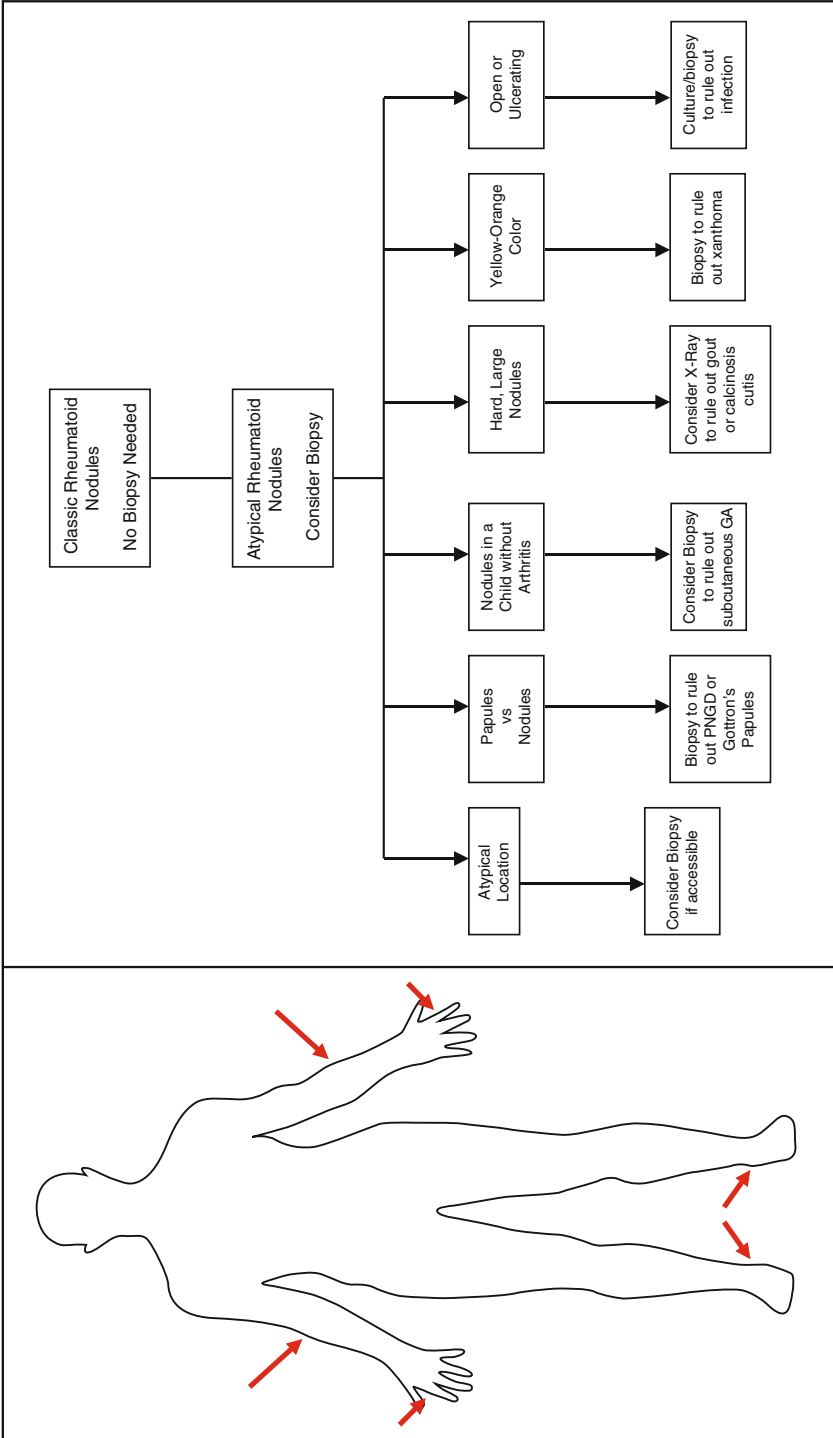 Classic Rheumatoid
Nodules
No Biopsy Needed
Atypical Rheumatoid
Nodules
Consider Biopsy
Atypical
Location
Consider Biopsy
if accessible
Papules
vs
Nodules
Biopsy to rule
out PNGD or
Gottron's
Papules
Nodules in a
Child without
Arthritis
Consider Biopsy
to rule out
subcutaneous GA
Hard, Large
Nodules
Consider X-Ray
to rule out gout
or calcinosis
cutis
Yellow-Orange
Color
Biopsy to rule
out xanthoma
Open or
Ulcerating
Culture/biopsy
to rule out
infection